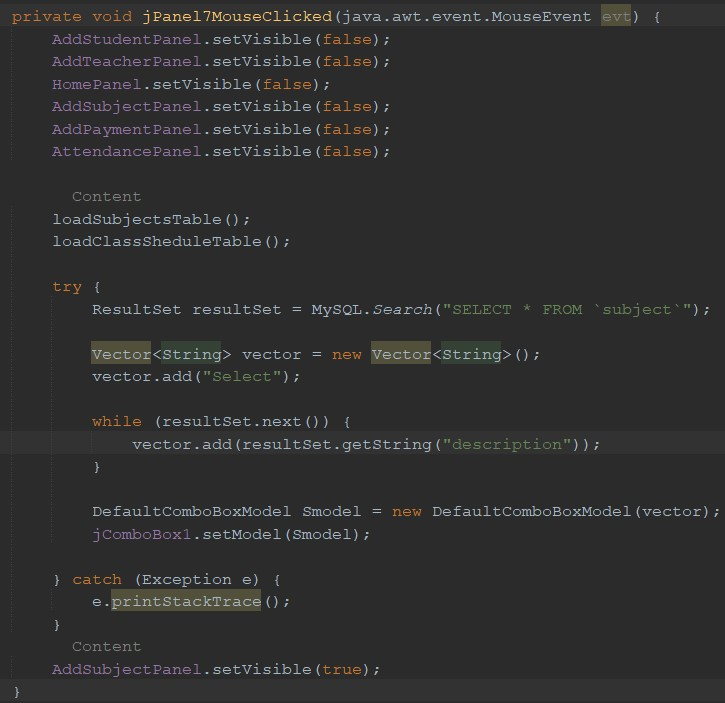 private void jPanel7MouseClicked(java.awt.event.MouseEvent evt) {
AddStudentPanel.setVisible(false);
AddTeacherPanel.setVisible(false);
HomePanel.setVisible(false);
AddSubjectPanel.setVisible(false);
AddPaymentPanel.setVisible(false);
AttendancePanel.setVisible(false);
Content
loadSubjectsTable();
loadClassSheduleTable();
try {
ResultSet resultSet = MySQL.Search("SELECT * FROM `subject`");
Vector<String> vector = new Vector<String>();
vector.add("Select");
while (resultSet.next()) {
vector.add(resultSet.getString("description"));
}
DefaultComboBoxModel Smodel = new DefaultComboBoxModel(vector);
jComboBox1.setModel(Smodel);
} catch (Exception e) {
e.printStackTrace();
}
Content
AddSubjectPanel.setVisible(true);
}